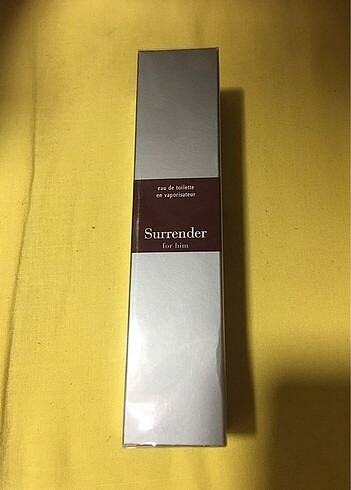 eau de toilette
en vaporisateur
Surrender
for him